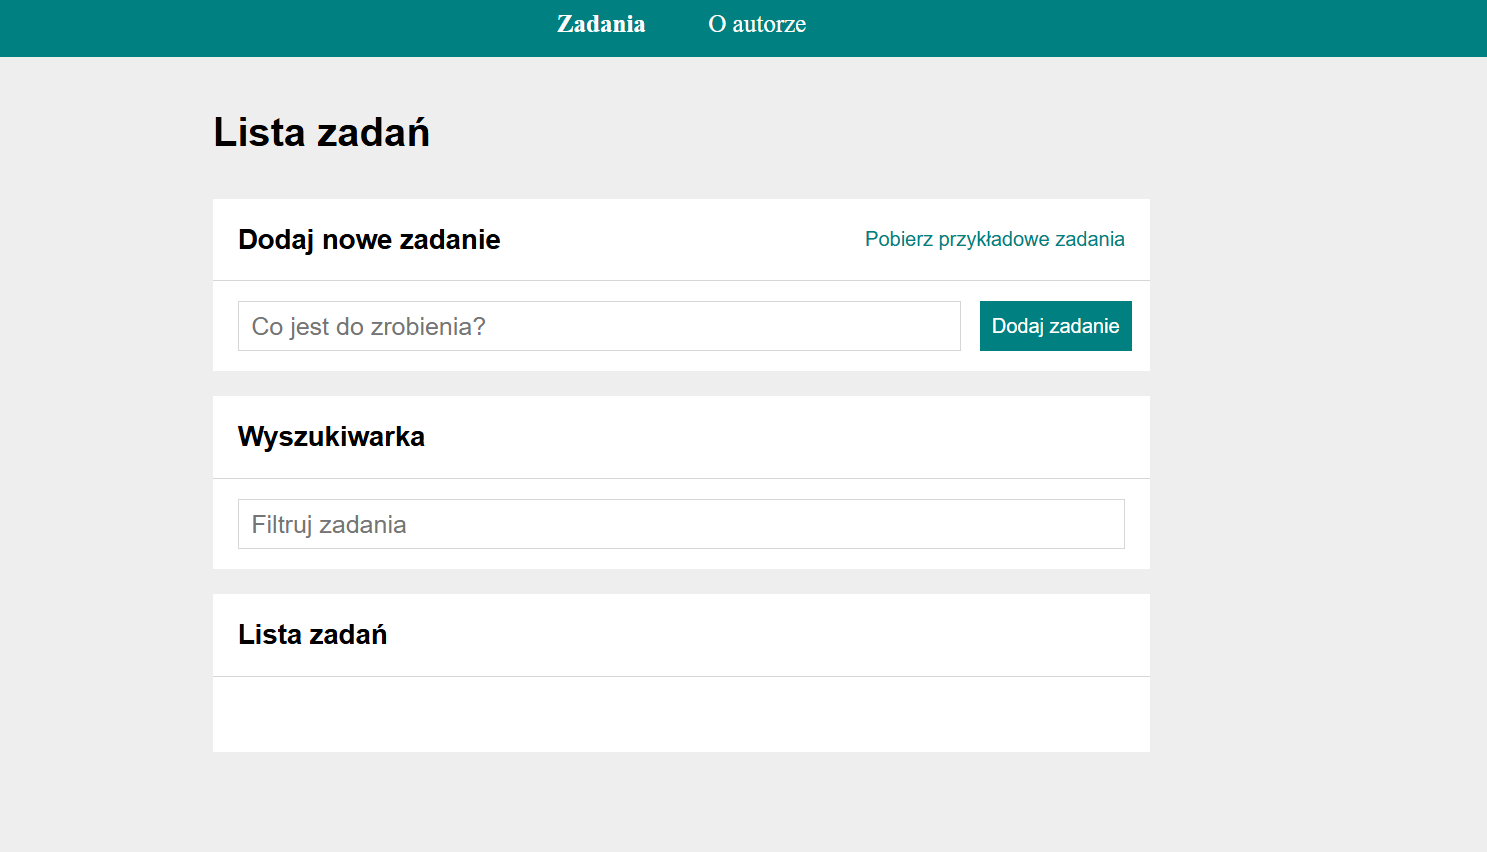 Zadania O autorze
Lista zadań
Dodaj nowe zadanie Pobierz przykładowe zadania
Co jest do zrobienia? Dodaj zadanie
Wyszukiwarka
Filtruj zadania
Lista zadań